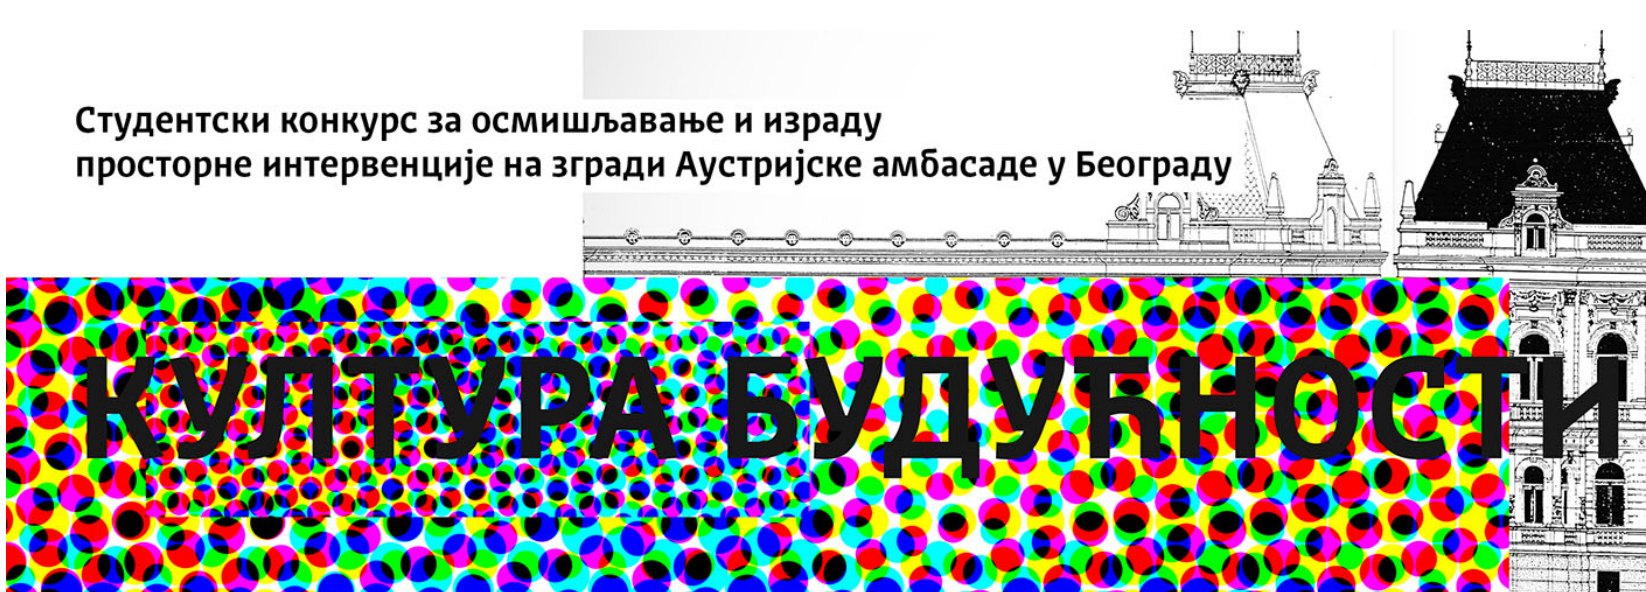 Студентски конкурс за осмишљавање и израду
просторне интервенције на згради Аустријске амбасаде у Београду
КУЛТУРА БУДУЋНОСТИ